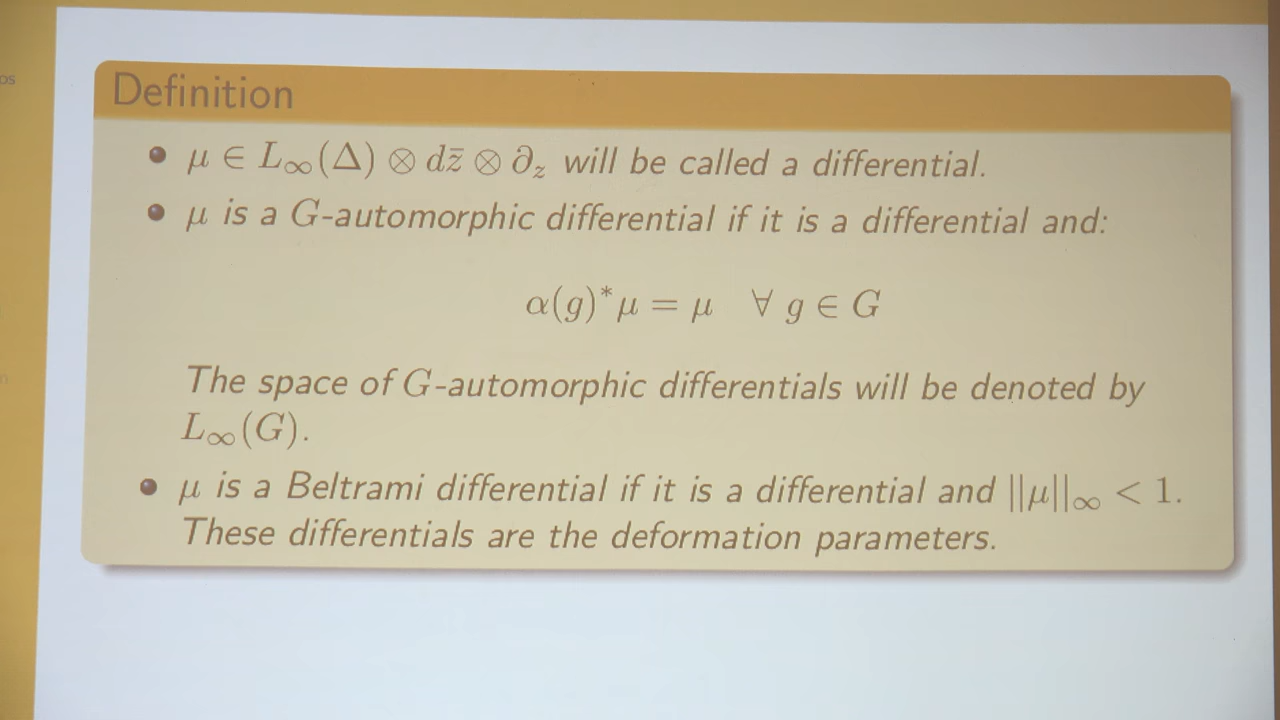 Definition
• μ ∈ L∞(Δ) ⊗ dz̄ ⊗ ∂_z will be called a differential.
• μ is a G-automorphic differential if it is a differential and:
α(g)*μ = μ ∀ g ∈ G
The space of G-automorphic differentials will be denoted by
L∞(G).
• μ is a Beltrami differential if it is a differential and ||μ||∞ < 1.
These differentials are the deformation parameters.